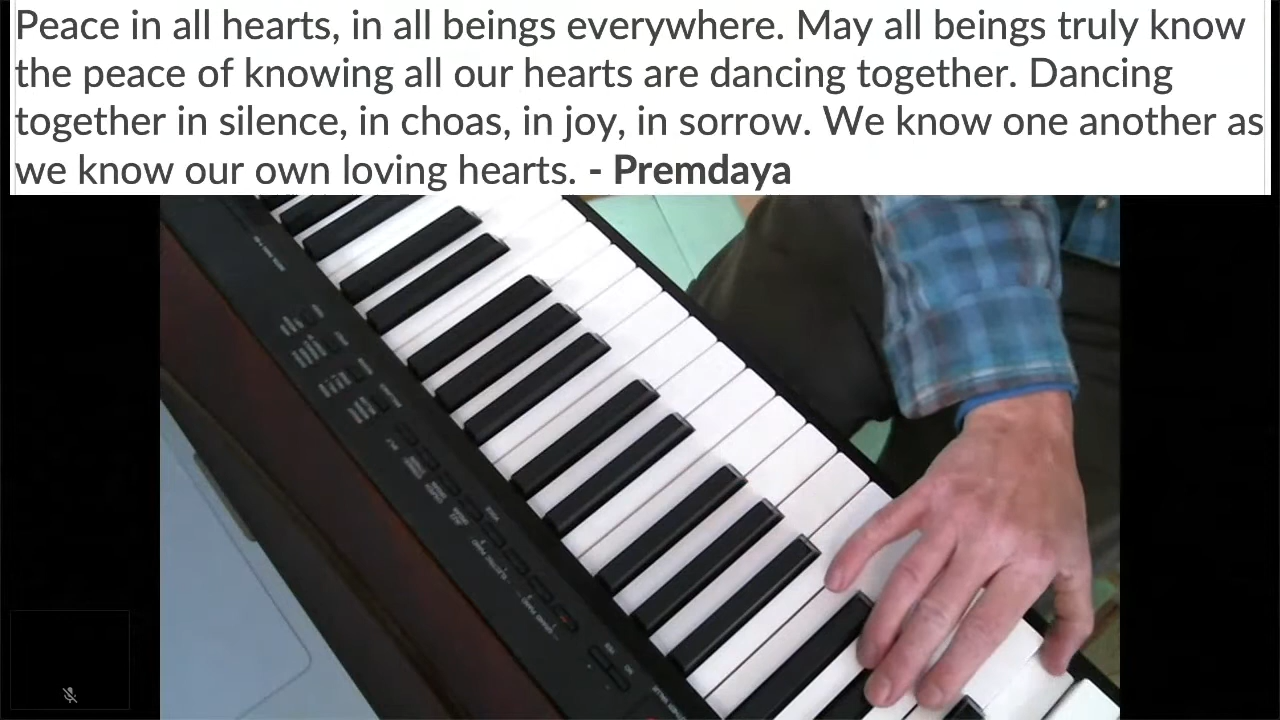 Peace in all hearts, in all beings everywhere. May all beings truly know
the peace of knowing all our hearts are dancing together. Dancing
together in silence, in choas, in joy, in sorrow. We know one another as
we know our own loving hearts. - Premdaya